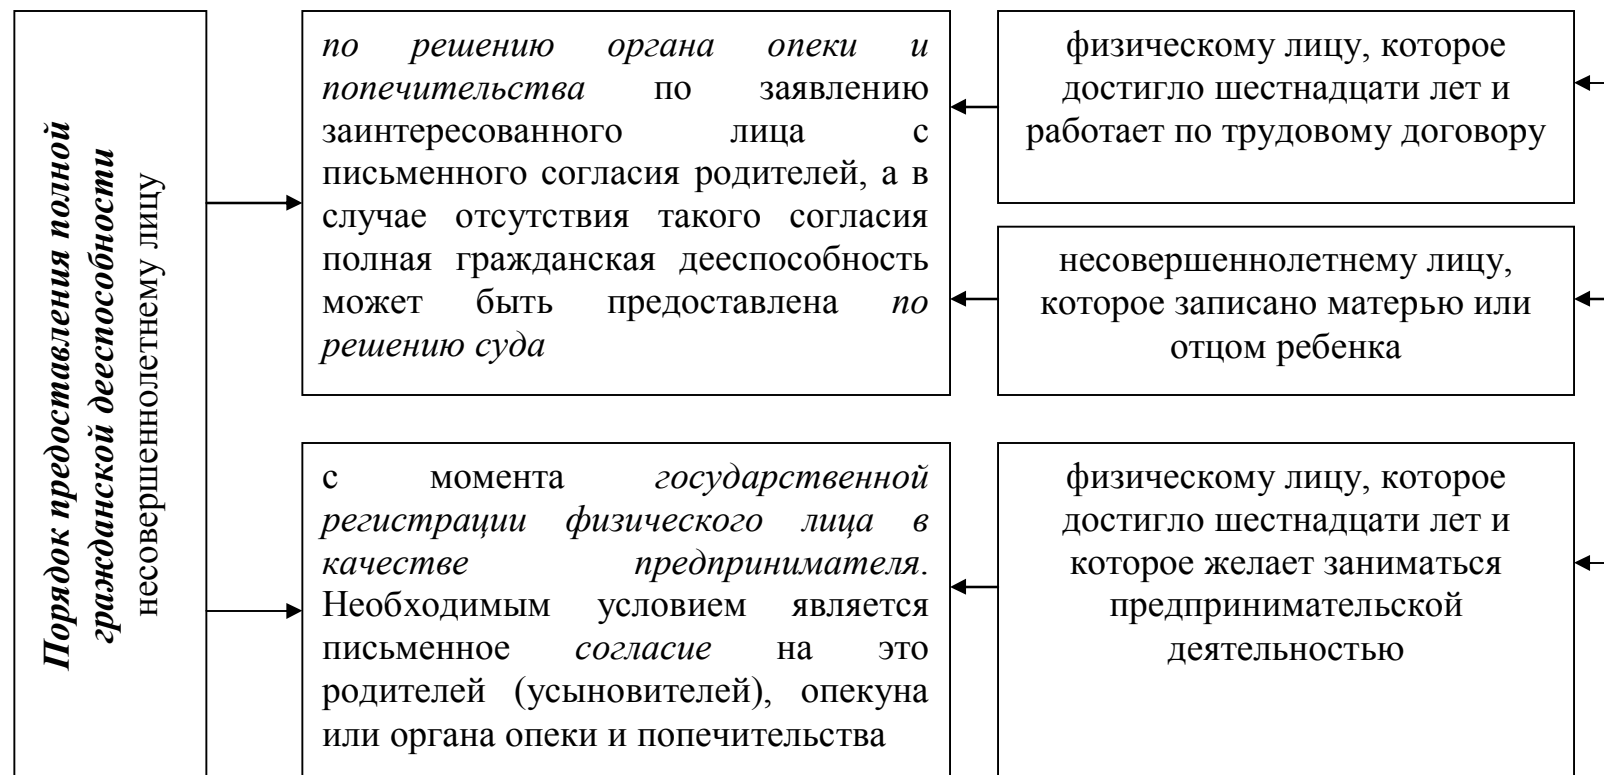 Порядок предоставления полной
гражданской дееспособности
несовершеннолетнему лицу
по решению органа опеки и
попечительства по заявлению
заинтересованного лица с
письменного согласия родителей, а в
случае отсутствия такого согласия
полная гражданская дееспособность
может быть предоставлена по
решению суда
физическому лицу, которое
достигло шестнадцати лет и
работает по трудовому договору
несовершеннолетнему лицу,
которое записано матерью или
отцом ребенка
с момента государственной
регистрации физического лица в
качестве предпринимателя.
Необходимым условием является
письменное согласие на это
родителей (усыновителей), опекуна
или органа опеки и попечительства
физическому лицу, которое
достигло шестнадцати лет и
которое желает заниматься
предпринимательской
деятельностью